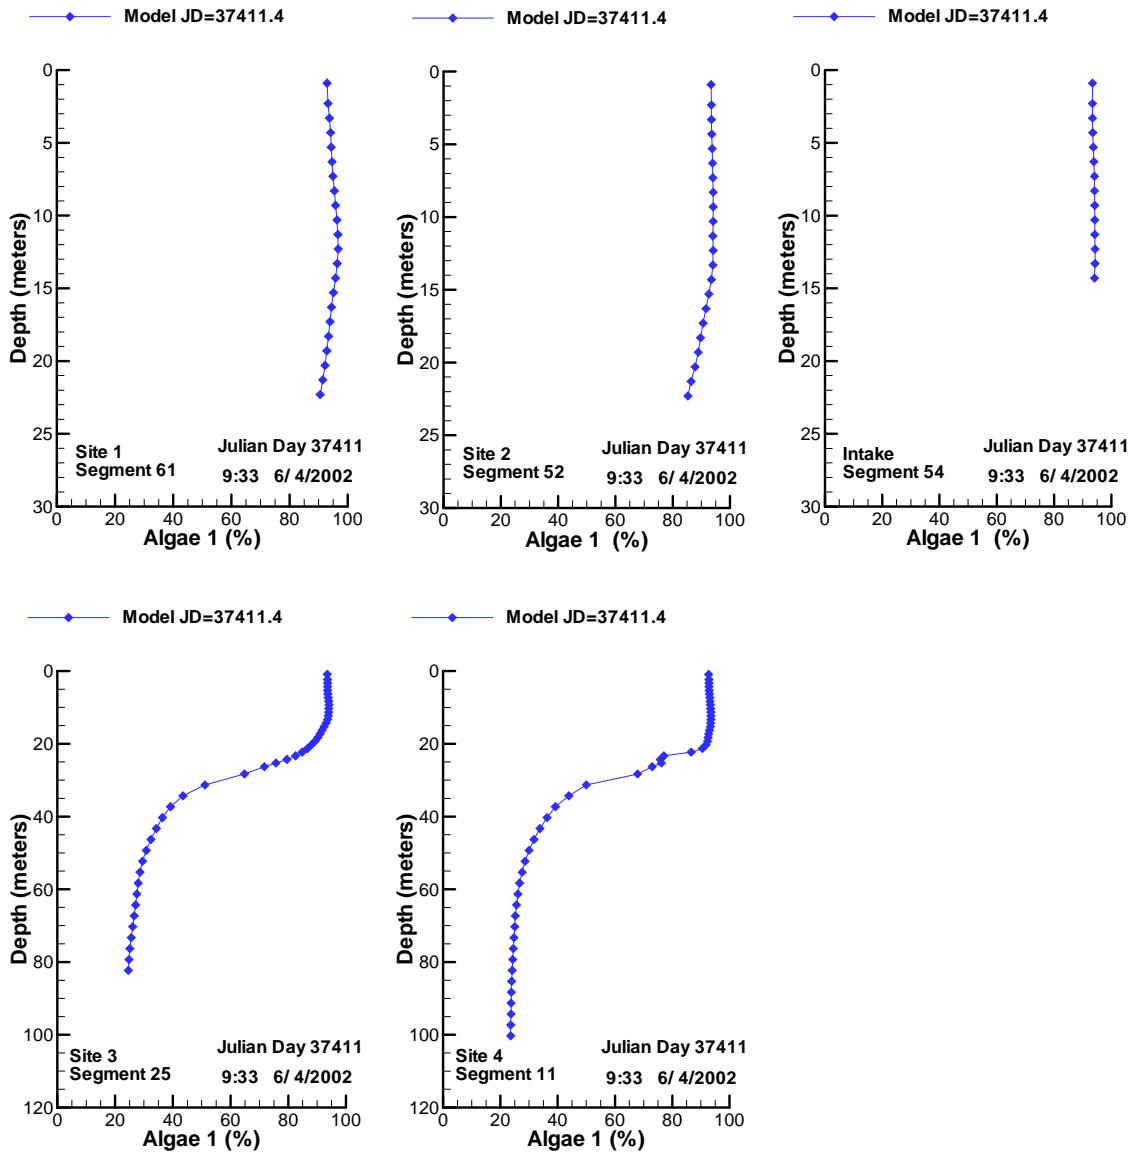 Model JD=37411.4
Model JD=37411.4
Model JD=37411.4
0
5
10
15
20
25
30
Depth (meters)
Site 1
Segment 61
Julian Day 37411
9:33 6/ 4/2002
0 20 40 60 80 100
Algae 1 (%)
0
5
10
15
20
25
30
Depth (meters)
Site 2
Segment 52
Julian Day 37411
9:33 6/ 4/2002
0 20 40 60 80 100
Algae 1 (%)
0
5
10
15
20
25
30
Depth (meters)
Intake
Segment 54
Julian Day 37411
9:33 6/ 4/2002
0 20 40 60 80 100
Algae 1 (%)
Model JD=37411.4
Model JD=37411.4
0
20
40
60
80
100
120
Depth (meters)
Site 3
Segment 25
Julian Day 37411
9:33 6/ 4/2002
0 20 40 60 80 100
Algae 1 (%)
0
20
40
60
80
100
120
Depth (meters)
Site 4
Segment 11
Julian Day 37411
9:33 6/ 4/2002
0 20 40 60 80 100
Algae 1 (%)